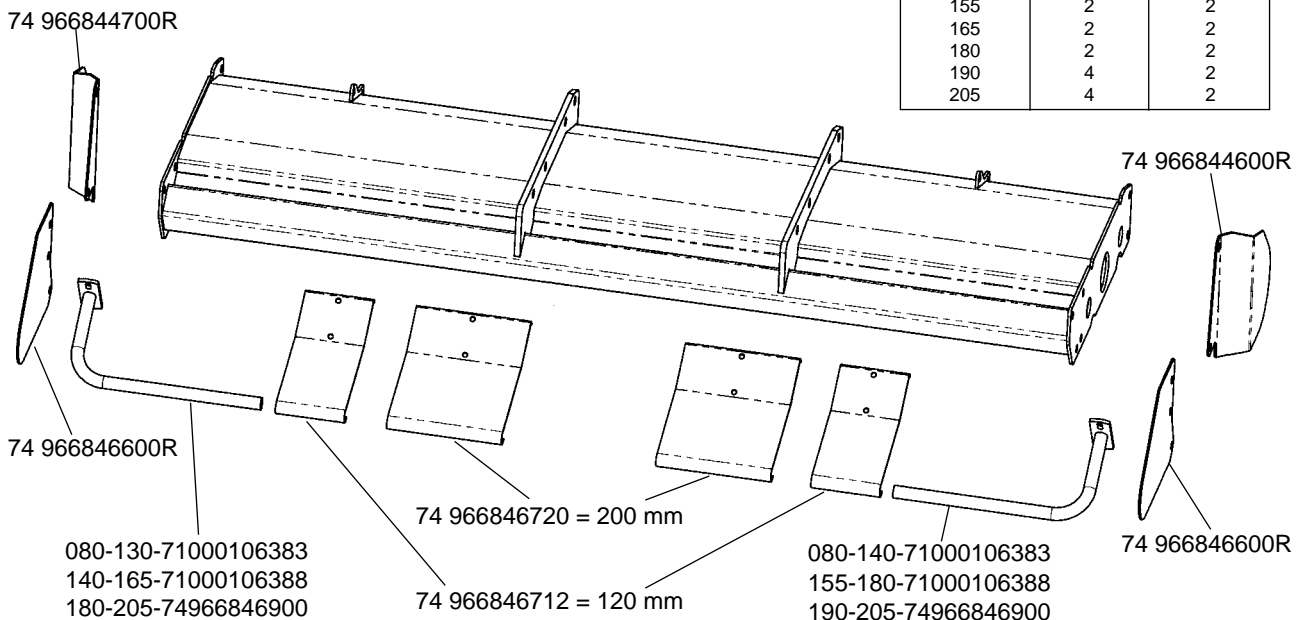 74 966844700R
155 2 2
165 2 2
180 2 2
190 4 2
205 4 2
74 966844600R
74 966846600R
74 966846720 = 200 mm
74 966846600R
080-130-71000106383
140-165-71000106388
180-205-74966846900
74 966846712 = 120 mm
080-140-71000106383
155-180-71000106388
190-205-74966846900